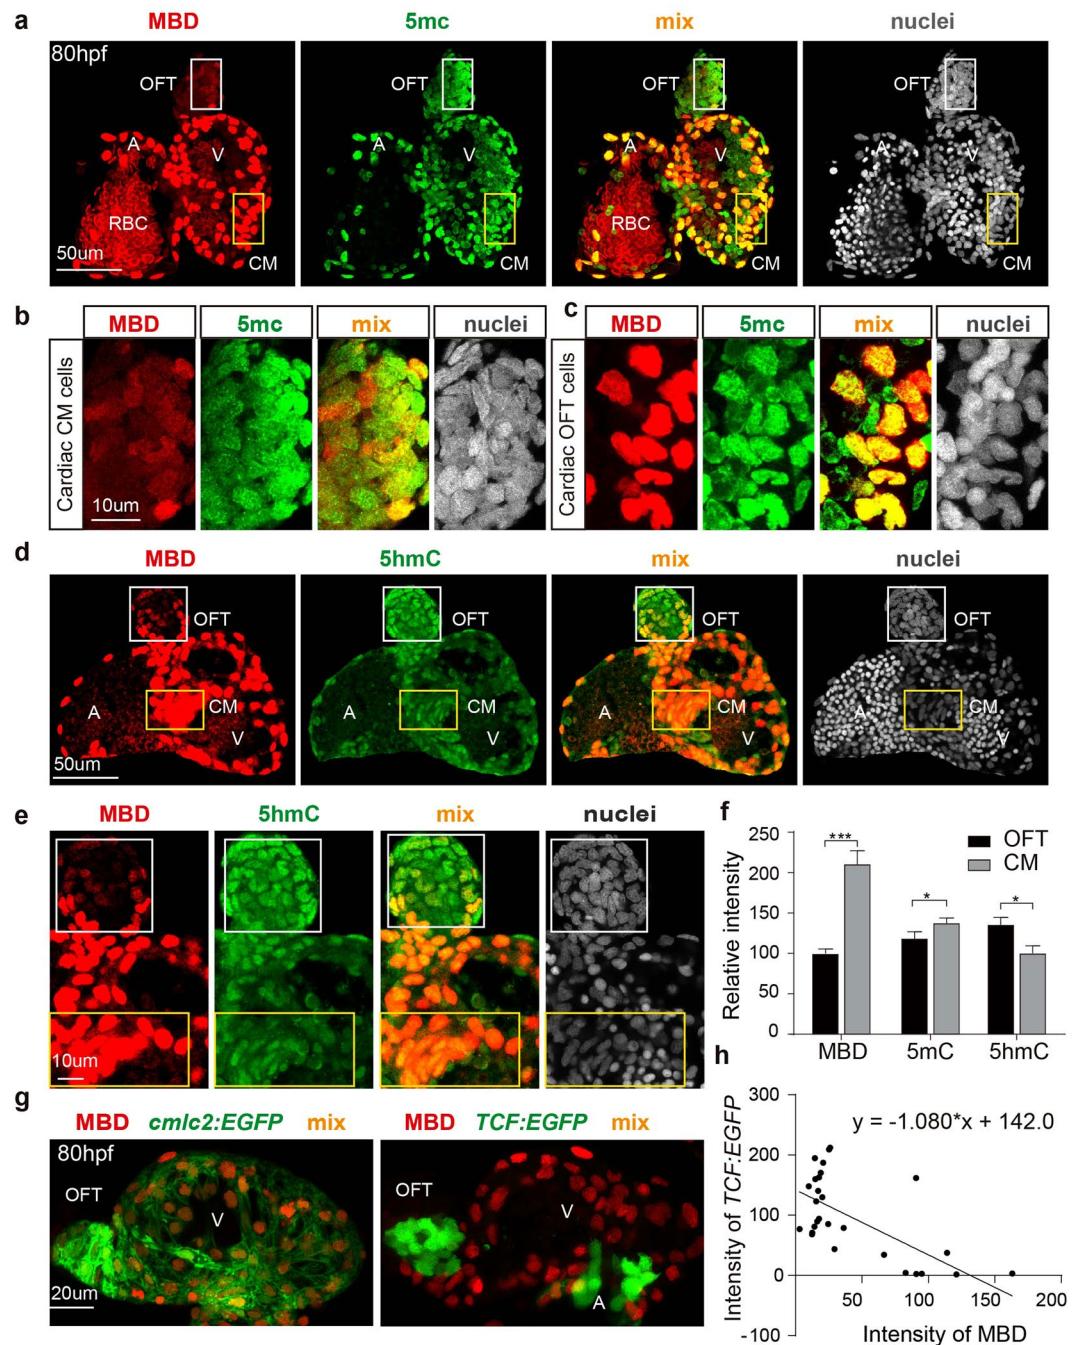 a MBD 5mc mix nuclei
80hpf
OFT OFT OFT OFT
A V A V A V A V
RBC RBC
50um CM CM CM CM
b MBD 5mc mix nuclei c MBD 5mc mix nuclei
Cardiac CM cells
10um
Cardiac OFT cells
d MBD 5hmC mix nuclei
OFT OFT OFT OFT
A CM V A CM V A CM V A CM V
50um
e MBD 5hmC mix nuclei
10um
f
Relative intensity
250
200
150
100
50
0
*** * *
OFT
CM
MBD 5mC 5hmC
g MBD cmlc2:EGFP mix MBD TCF:EGFP mix
80hpf
OFT V OFT V
A
20um
h
Intensity of TCF:EGFP
300
200
100
0
-100
y = -1.080*x + 142.0
50 100 150 200
Intensity of MBD